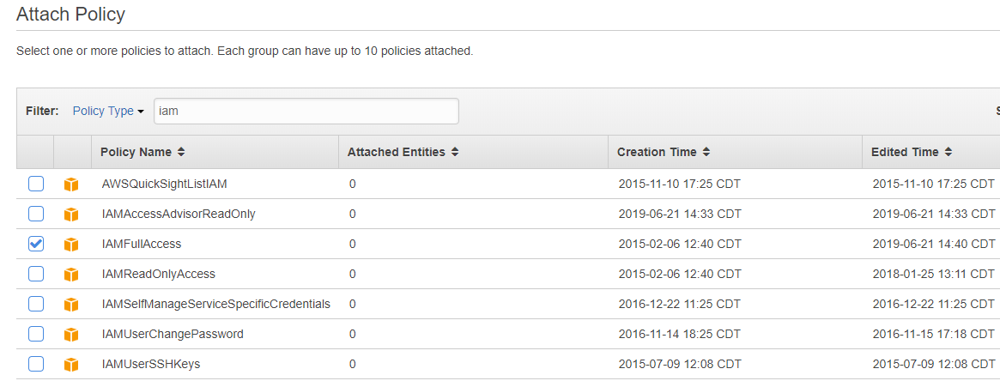 Attach Policy
Select one or more policies to attach. Each group can have up to 10 policies attached.
Filter: Policy Type iam
Policy Name Attached Entities Creation Time Edited Time
AWSQuickSightListIAM 0 2015-11-10 17:25 CDT 2015-11-10 17:25 CDT
IAMAccessAdvisorReadOnly 0 2019-06-21 14:33 CDT 2019-06-21 14:33 CDT
IAMFullAccess 0 2015-02-06 12:40 CDT 2019-06-21 14:40 CDT
IAMReadOnlyAccess 0 2015-02-06 12:40 CDT 2018-01-25 13:11 CDT
IAMSelfManageServiceSpecificCredentials 0 2016-12-22 11:25 CDT 2016-12-22 11:25 CDT
IAMUserChangePassword 0 2016-11-14 18:25 CDT 2016-11-15 17:18 CDT
IAMUserSSHKeys 0 2015-07-09 12:08 CDT 2015-07-09 12:08 CDT